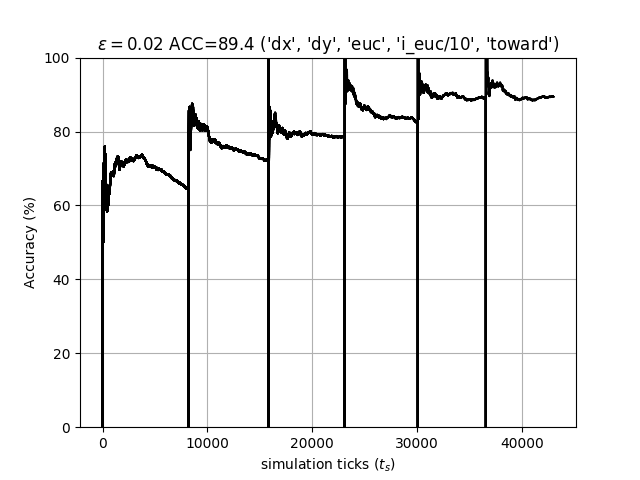 ε = 0.02 ACC=89.4 ('dx', 'dy', 'euc', 'i_euc/10', 'toward')
100
80
60
40
20
0
Accuracy (%)
0 10000 20000 30000 40000
simulation ticks (tₛ)